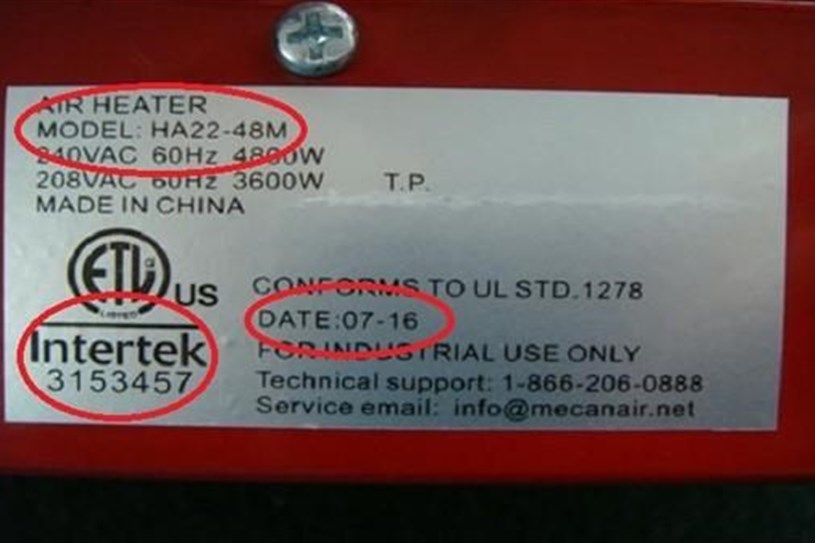 AIR HEATER
MODEL: HA22-48M
240VAC 60Hz 4800W
208VAC 60Hz 3600W T.P.
MADE IN CHINA
ETL US
LISTED
CONFORMS TO UL STD.1278
DATE:07-16
Intertek
FOR INDUSTRIAL USE ONLY
3153457
Technical support: 1-866-206-0888
Service email: info@mecanair.net